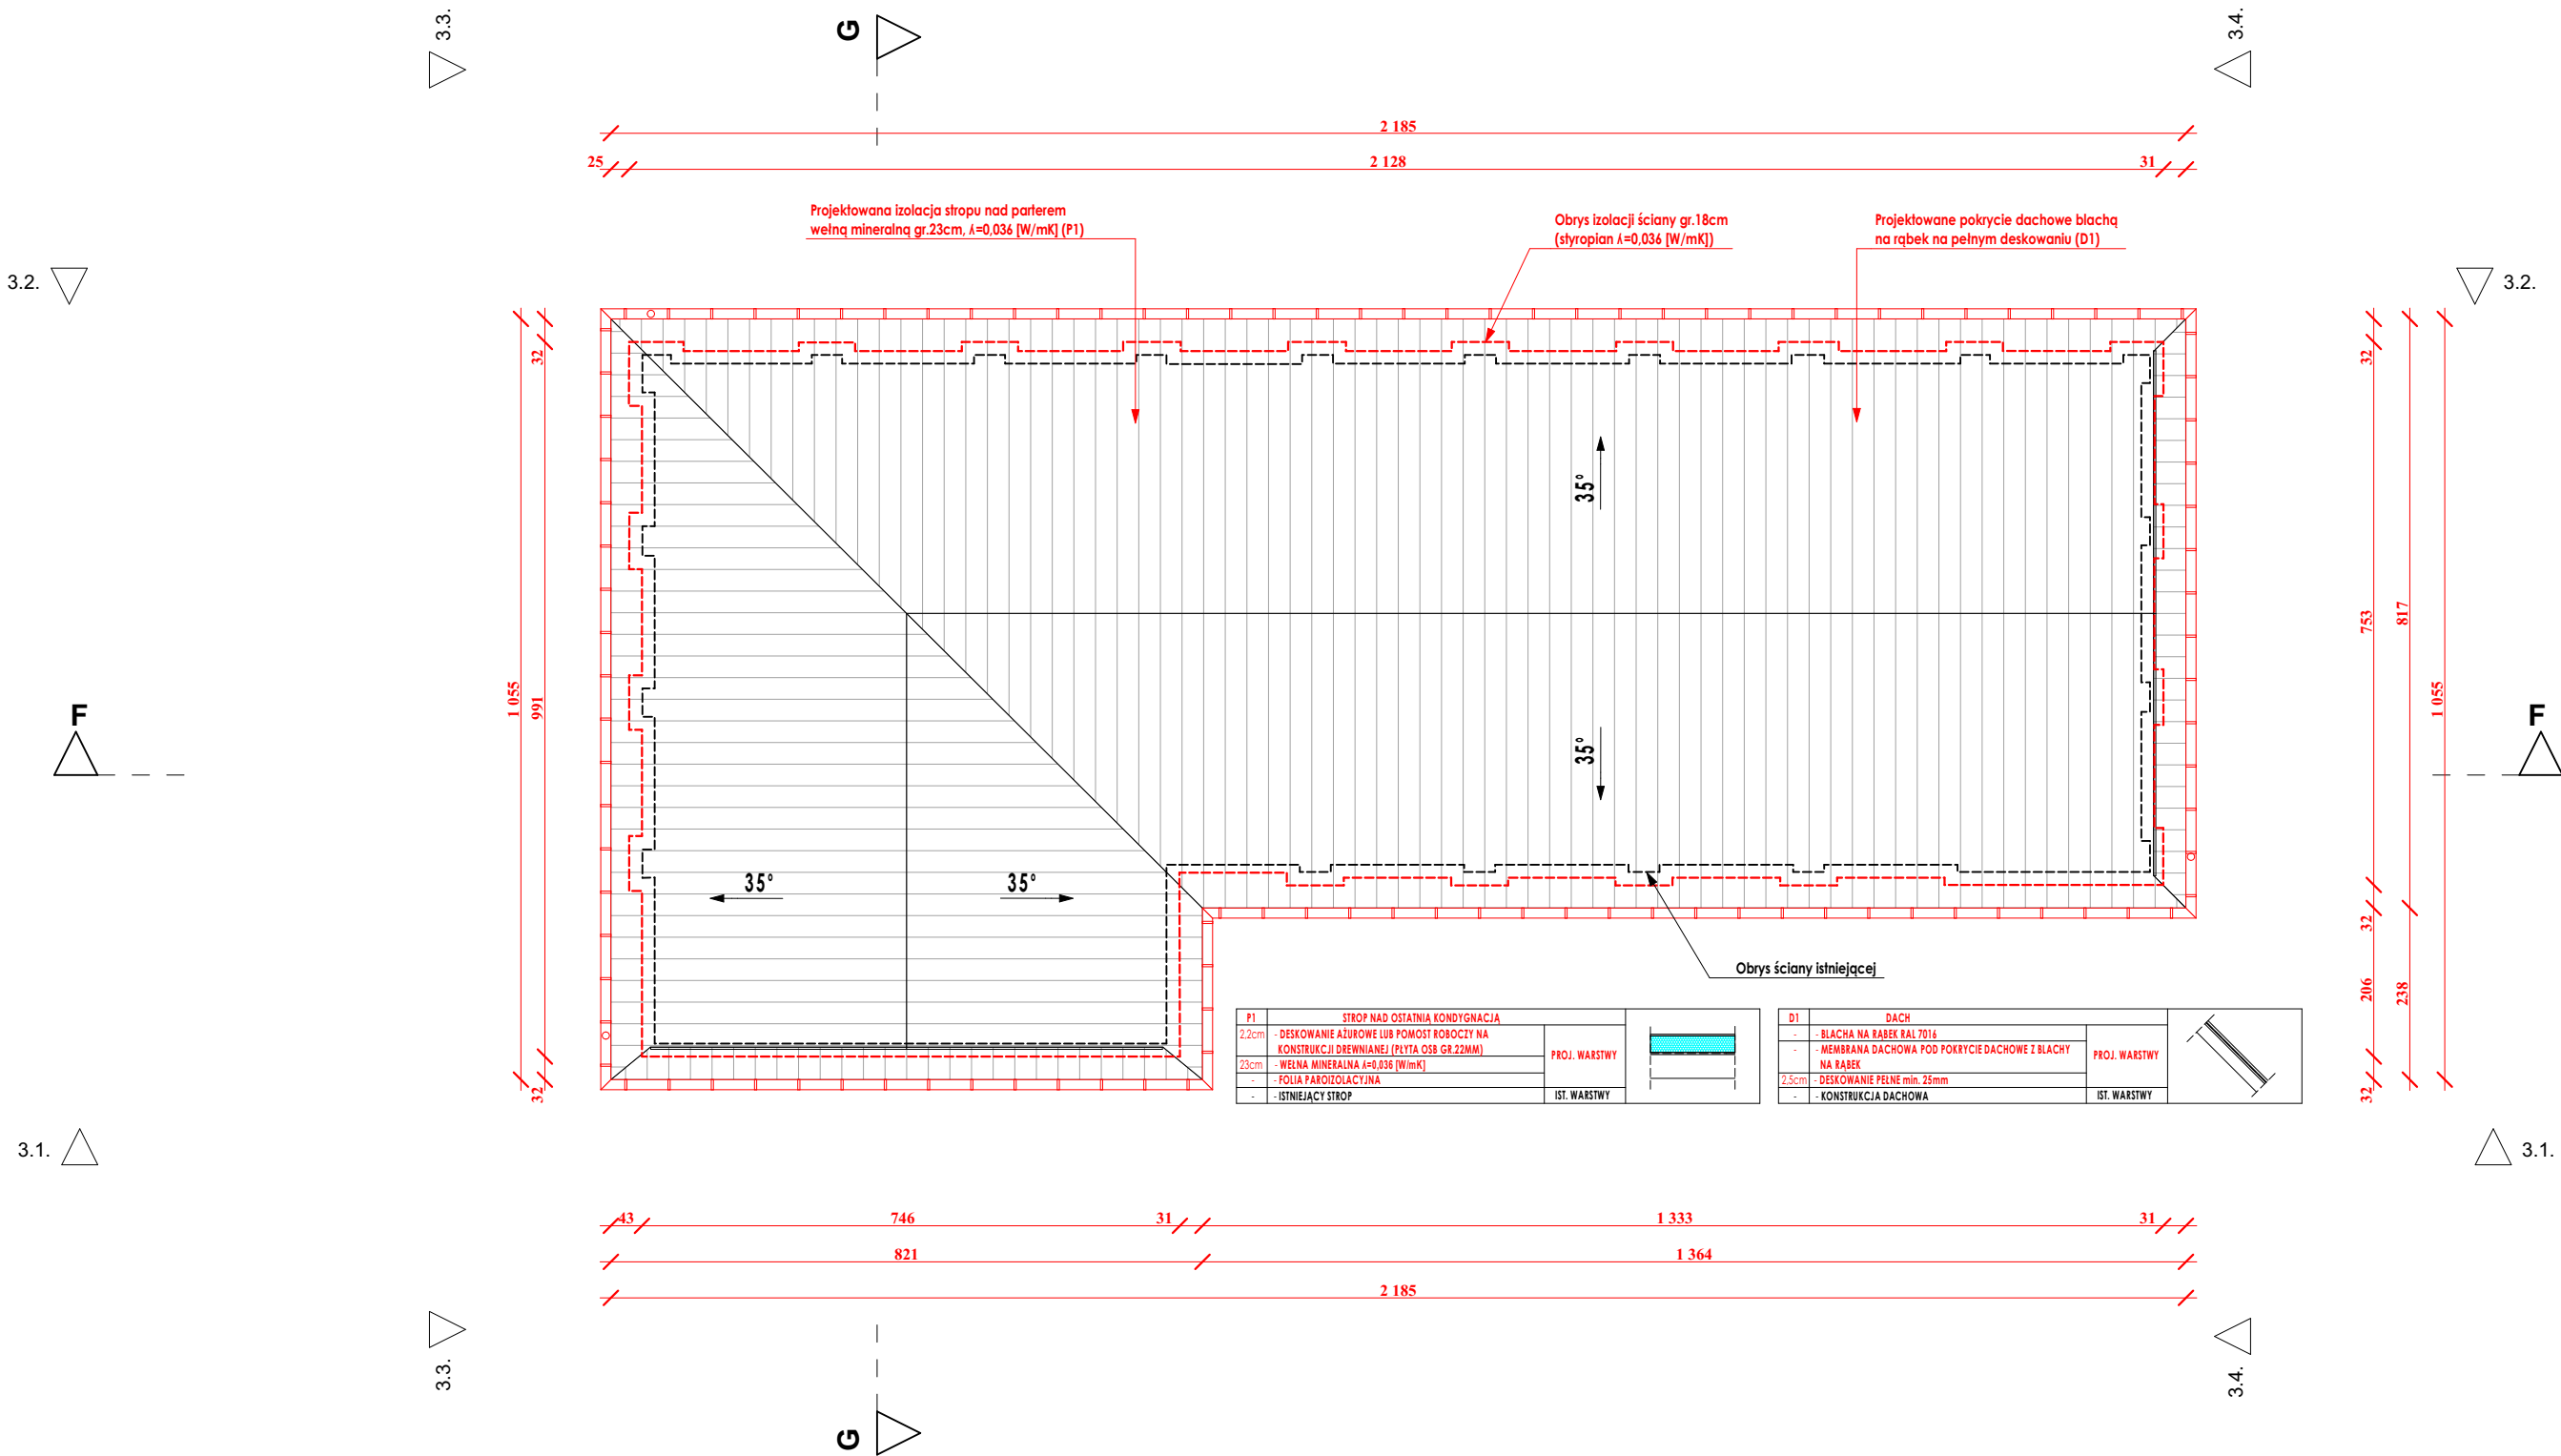 3.3.
G
3.4.
2 185
25
2 128
31
Projektowana izolacja stropu nad parterem
wełną mineralną gr.23cm, λ=0,036 [W/mK] (P1)
Obrys izolacji ściany gr.18cm
(styropian λ=0,036 [W/mK])
Projektowane pokrycie dachowe blachą
na rąbek na pełnym deskowaniu (D1)
3.2.
3.2.
32
32
35°
753
817
1 055
991
1 055
F
F
35°
35°
35°
32
Obrys ściany istniejącej
206
238
P1
STROP NAD OSTATNIĄ KONDYGNACJĄ
2,2cm
- DESKOWANIE AŻUROWE LUB POMOST ROBOCZY NA
KONSTRUKCJI DREWNIANEJ (PŁYTA OSB GR.22MM)
PROJ. WARSTWY
23cm
- WEŁNA MINERALNA λ=0,036 [W/mK]
-
- FOLIA PAROIZOLACYJNA
-
- ISTNIEJĄCY STROP
IST. WARSTWY
D1
DACH
-
- BLACHA NA RĄBEK RAL 7016
-
- MEMBRANA DACHOWA POD POKRYCIE DACHOWE Z BLACHY
NA RĄBEK
PROJ. WARSTWY
2,5cm
- DESKOWANIE PEŁNE min. 25mm
-
- KONSTRUKCJA DACHOWA
IST. WARSTWY
32
32
3.1.
3.1.
43
746
31
1 333
31
821
1 364
2 185
3.3.
3.4.
G